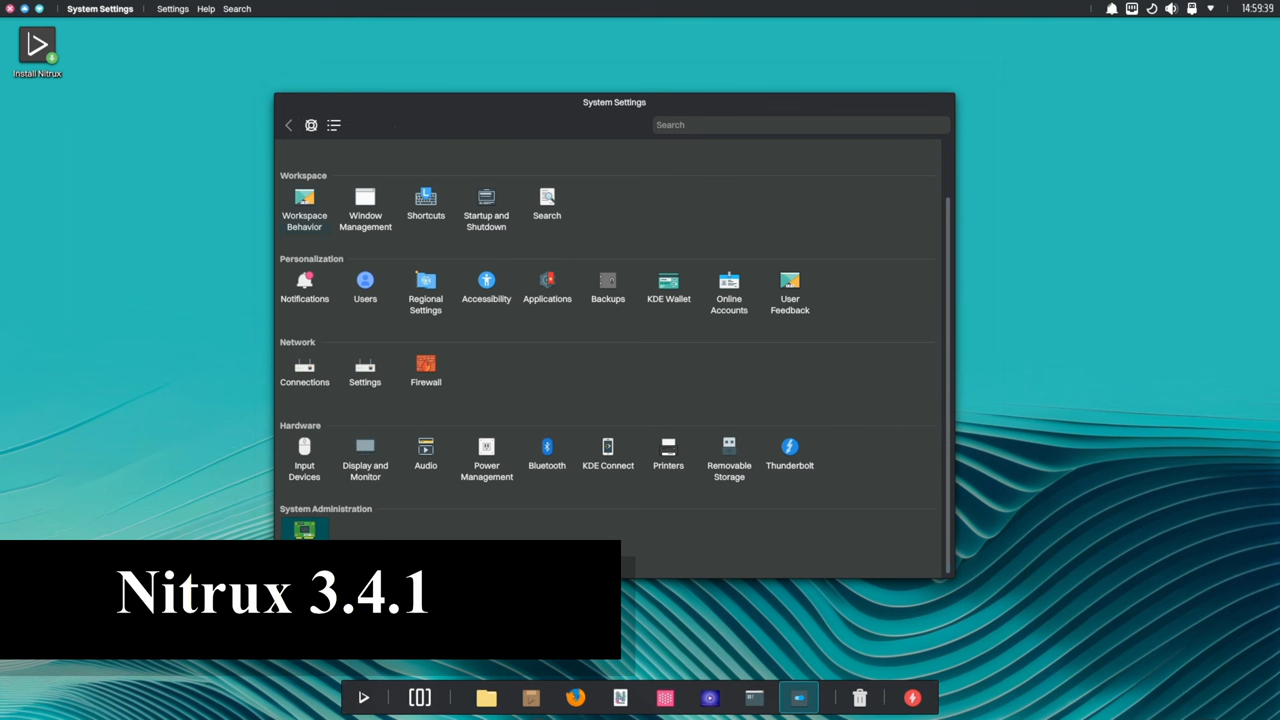 System Settings Settings Help Search 14:59:39
Install Nitrux
System Settings
Search
Workspace
Workspace Behavior
Window Management
Shortcuts
Startup and Shutdown
Search
Personalization
Notifications
Users
Regional Settings
Accessibility
Applications
Backups
KDE Wallet
Online Accounts
User Feedback
Network
Connections
Settings
Firewall
Hardware
Input Devices
Display and Monitor
Audio
Power Management
Bluetooth
KDE Connect
Printers
Removable Storage
Thunderbolt
System Administration
Nitrux 3.4.1